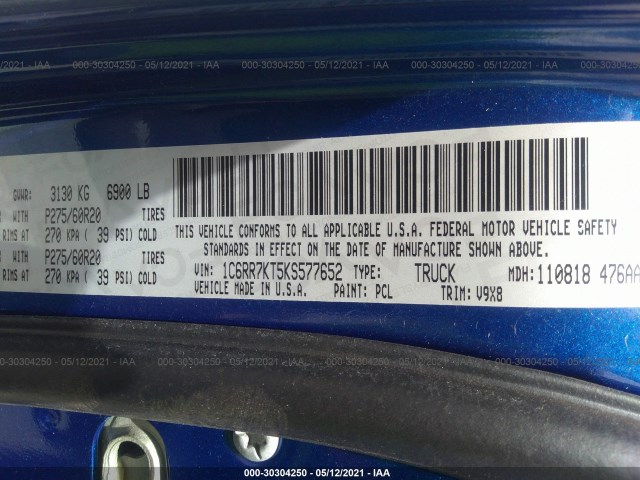 000-30304250 - 05/12/2021 - IAA
GVWR: 3130 KG 6900 LB
WITH P275/60R20 TIRES
RIMS AT 270 KPA ( 39 PSI) COLD
WITH P275/60R20 TIRES
RIMS AT 270 KPA ( 39 PSI) COLD
THIS VEHICLE CONFORMS TO ALL APPLICABLE U.S.A. FEDERAL MOTOR VEHICLE SAFETY
STANDARDS IN EFFECT ON THE DATE OF MANUFACTURE SHOWN ABOVE.
VIN: 1C6RR7KT5KS577652 TYPE: TRUCK MDH: 110818 476AA
VEHICLE MADE IN U.S.A. PAINT: PCL TRIM: V9X8
000-30304250 - 05/12/2021 - IAA